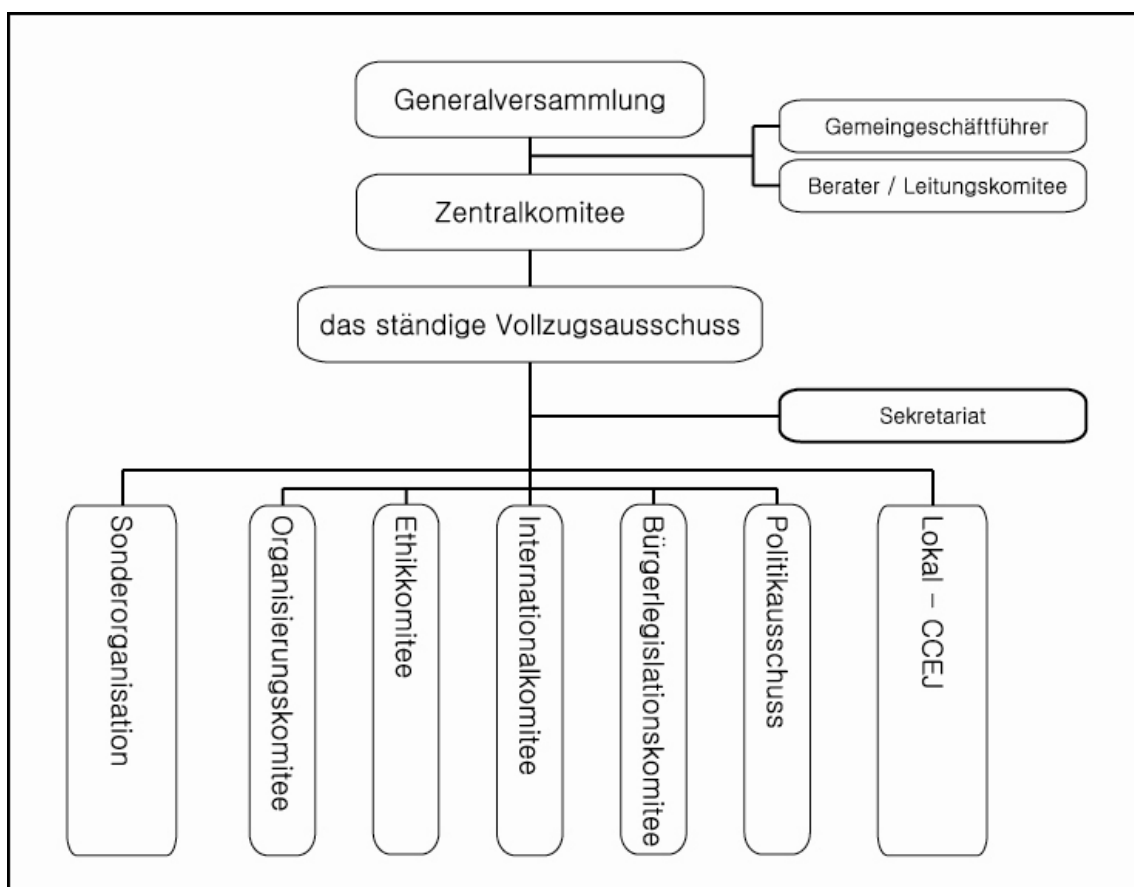 Generalversammlung
Gemeingeschäftführer
Berater / Leitungskomitee
Zentralkomitee
das ständige Vollzugsausschuss
Sekretariat
Sonderorganisation
Organisierungskomitee
Ethikkomitee
Internationalkomitee
Bürgerlegislationskomitee
Politikausschuss
Lokal – CCEJ